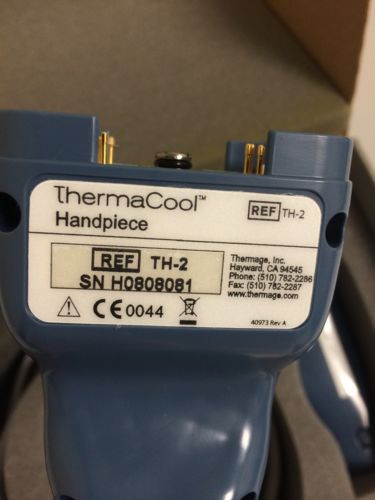 ThermaCool™
Handpiece
REF TH-2
REF TH-2
SN H0808081
Thermage, Inc.
Hayward, CA 94545
Phone: (510) 782-2286
Fax: (510) 782-2287
www.thermage.com
CE 0044
40973 Rev A